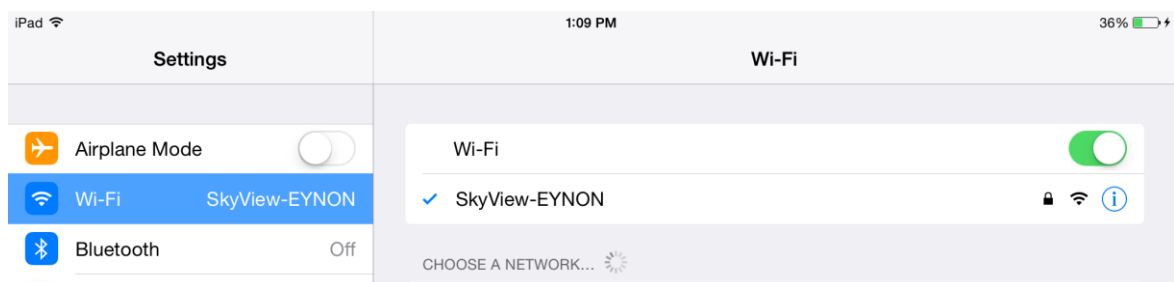 iPad 1:09 PM 36%
Settings Wi-Fi
Airplane Mode
Wi-Fi SkyView-EYNON
Bluetooth Off
Wi-Fi
SkyView-EYNON
CHOOSE A NETWORK...